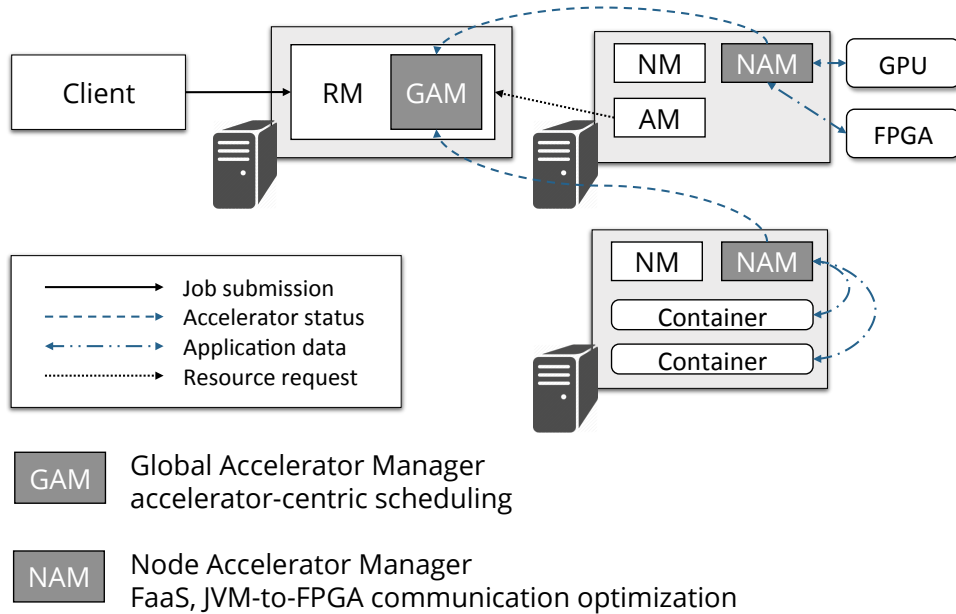 Client
RM
GAM
NM
NAM
AM
GPU
FPGA
NM
NAM
Container
Container
Job submission
Accelerator status
Application data
Resource request
GAM
Global Accelerator Manager
accelerator-centric scheduling
NAM
Node Accelerator Manager
FaaS, JVM-to-FPGA communication optimization